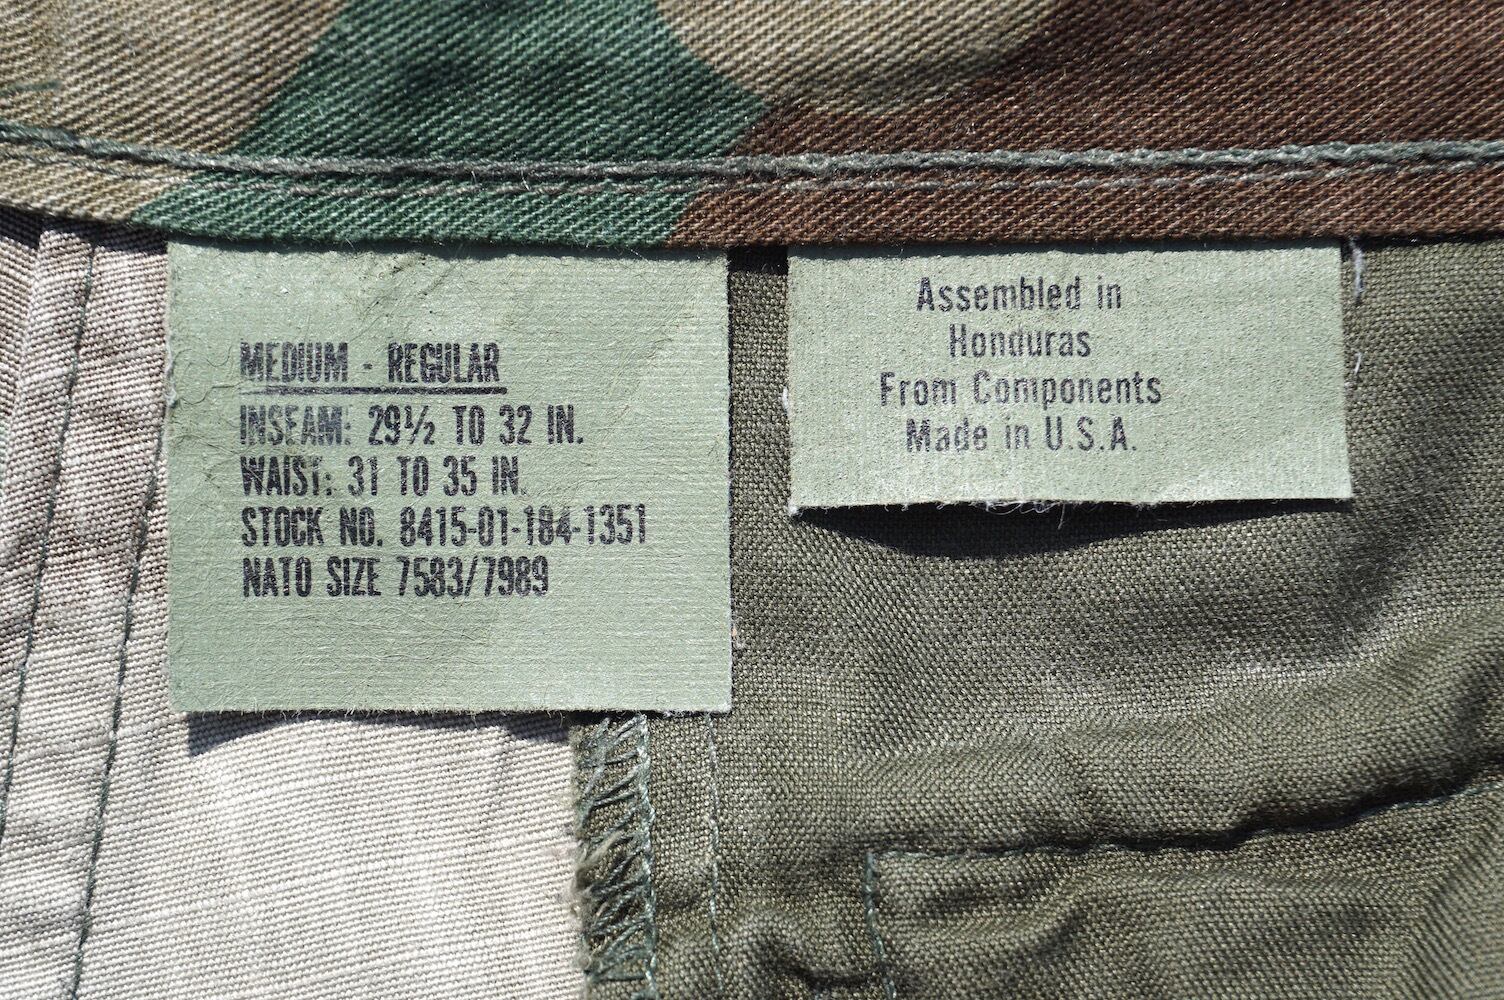 MEDIUM - REGULAR
INSEAM: 29½ TO 32 IN.
WAIST: 31 TO 35 IN.
STOCK NO. 8415-01-184-1351
NATO SIZE 7583/7989
Assembled in
Honduras
From Components
Made in U.S.A.